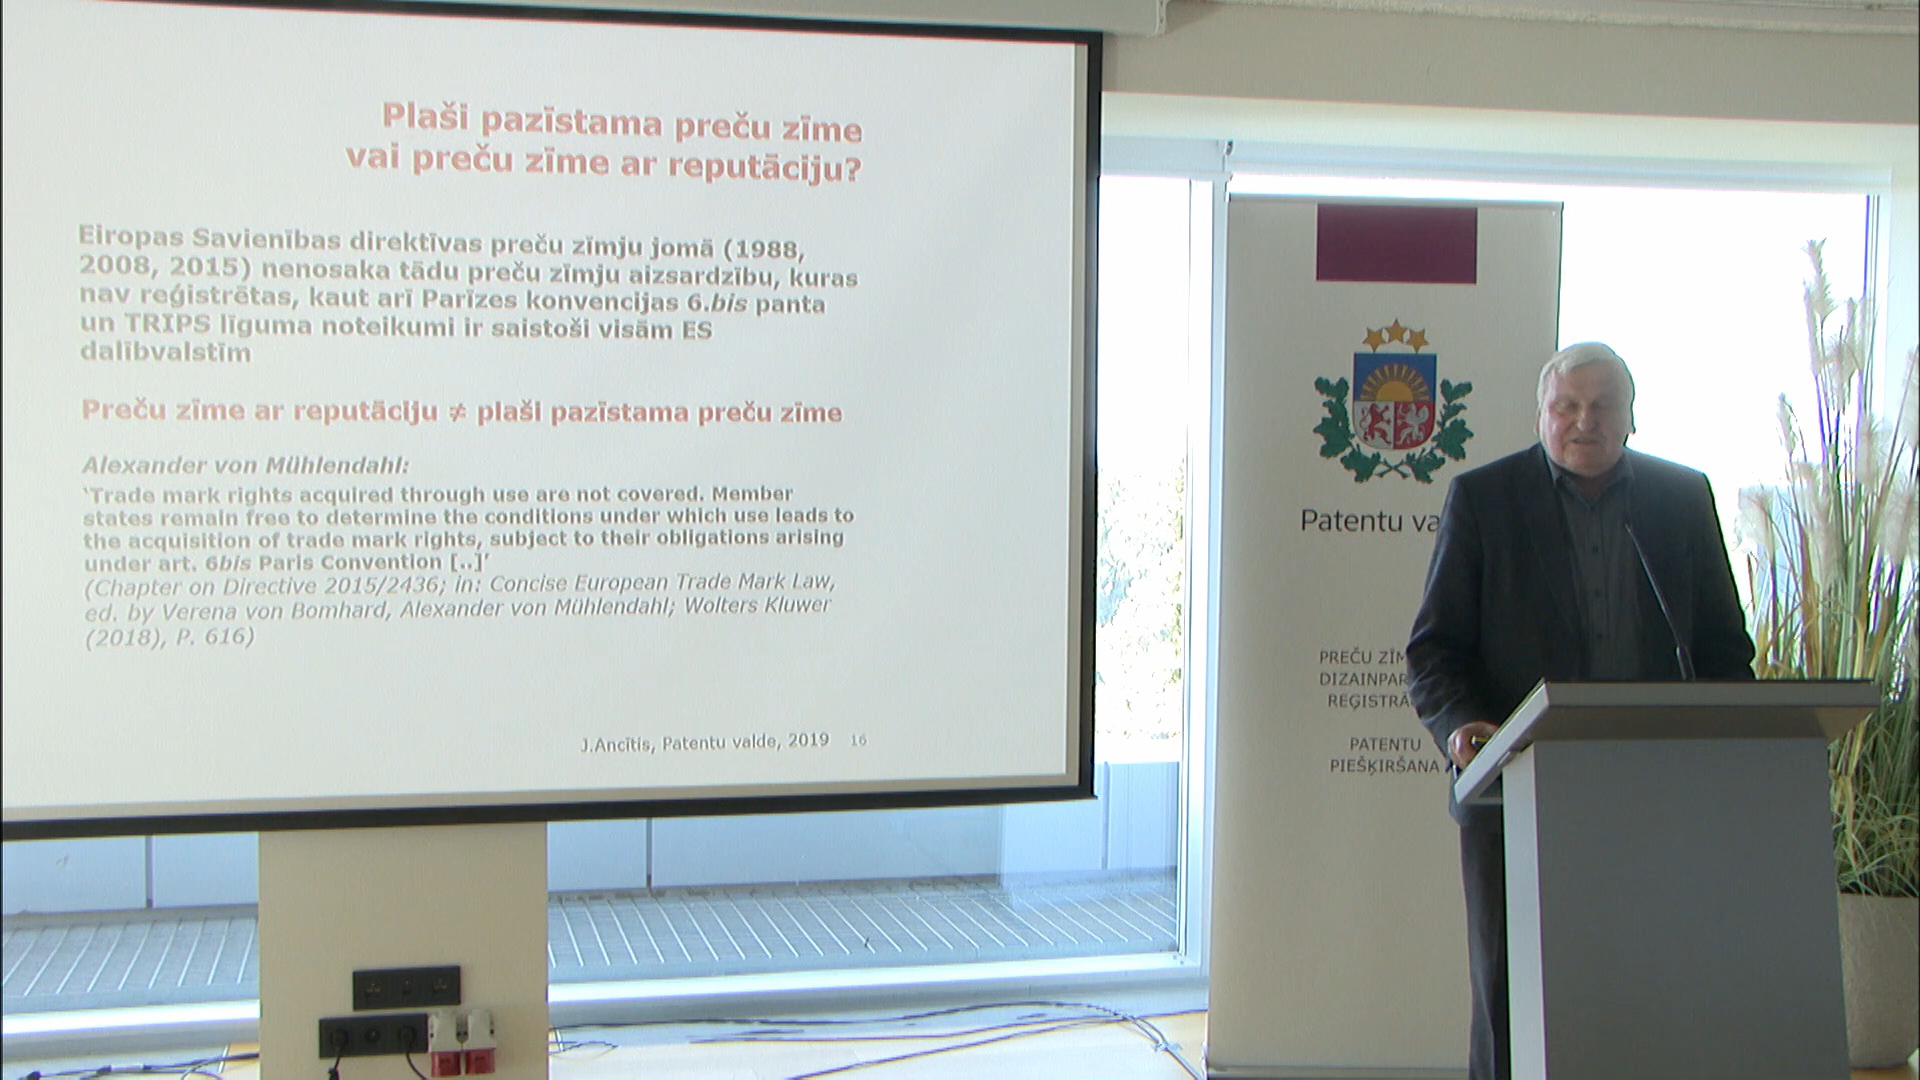 Plaši pazīstama preču zīme
vai preču zīme ar reputāciju?
Eiropas Savienības direktīvas preču zīmju jomā (1988,
2008, 2015) nenosaka tādu preču zīmju aizsardzību, kuras
nav reģistrētas, kaut arī Parīzes konvencijas 6.bis panta
un TRIPS līguma noteikumi ir saistoši visām ES
dalībvalstīm
Preču zīme ar reputāciju ≠ plaši pazīstama preču zīme
Alexander von Mühlendahl:
‘Trade mark rights acquired through use are not covered. Member
states remain free to determine the conditions under which use leads to
the acquisition of trade mark rights, subject to their obligations arising
under art. 6bis Paris Convention [..]’
(Chapter on Directive 2015/2436; in: Concise European Trade Mark Law,
ed. by Verena von Bomhard, Alexander von Mühlendahl; Wolters Kluwer
(2018), P. 616)
J.Ancītis, Patentu valde, 2019 16
Patentu va
PREČU ZĪM
DIZAINPAR
REĢISTRĀ
PATENTU
PIEŠĶIRŠANA